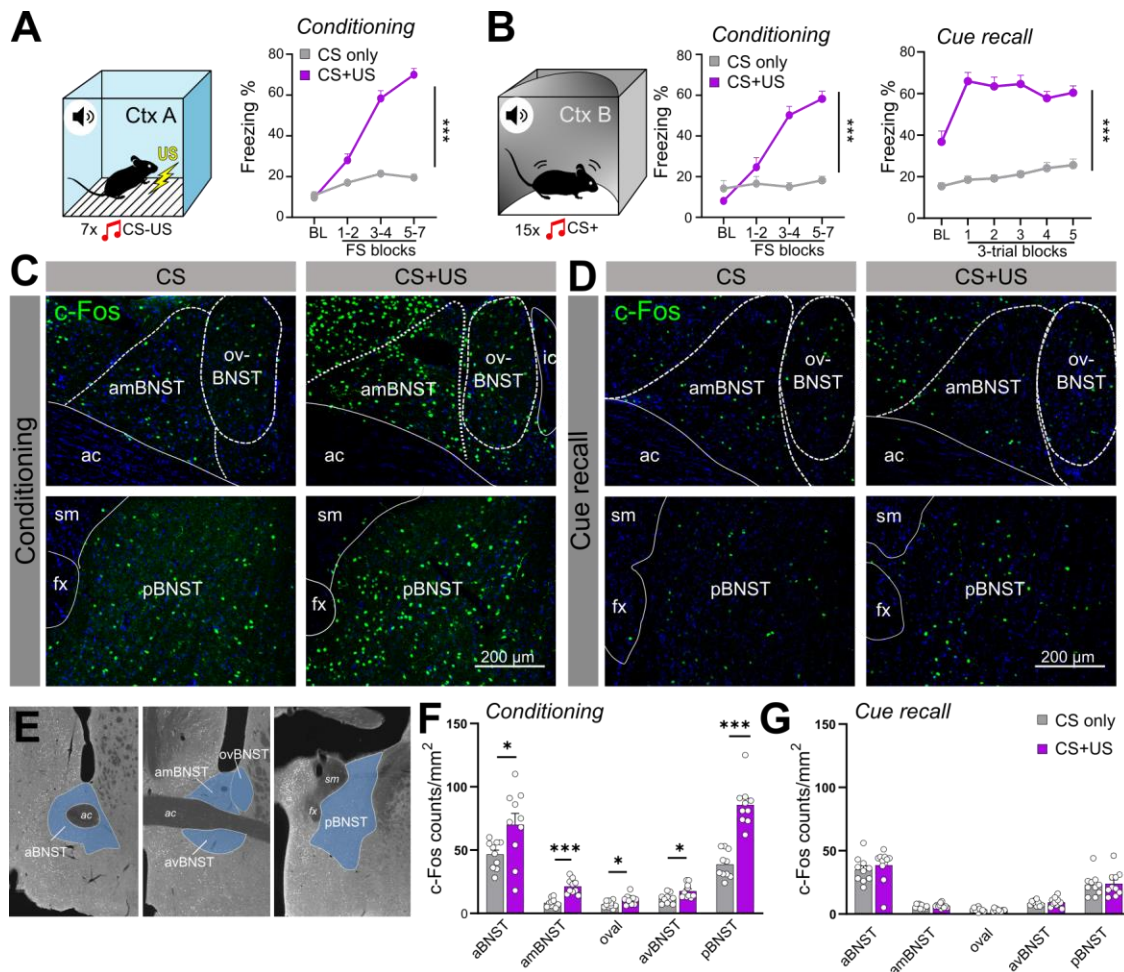 A
Ctx A
US
7x CS-US
Conditioning
CS only
CS+US
Freezing %
80
60
40
20
0
BL 1-2 3-4 5-7
FS blocks
***
B
Ctx B
15x CS+
Conditioning
CS only
CS+US
Freezing %
80
60
40
20
0
BL 1-2 3-4 5-7
FS blocks
***
Cue recall
Freezing %
80
60
40
20
0
BL 1 2 3 4 5
3-trial blocks
***
C
CS
CS+US
Conditioning
c-Fos
amBNST
ov-
BNST
ac
amBNST
ov-
BNST
ic
ac
sm
fx
pBNST
sm
fx
pBNST
200 µm
D
CS
CS+US
Cue recall
c-Fos
amBNST
ov-
BNST
ac
amBNST
ov-
BNST
ac
sm
fx
pBNST
sm
fx
pBNST
200 µm
E
aBNST
ac
amBNST
ovBNST
ac
avBNST
sm
fx
pBNST
F
Conditioning
c-Fos counts/mm²
150
100
50
0
*
***
*
*
***
aBNST
amBNST
oval
avBNST
pBNST
G
Cue recall
CS only
CS+US
c-Fos counts/mm²
150
100
50
0
aBNST
amBNST
oval
avBNST
pBNST